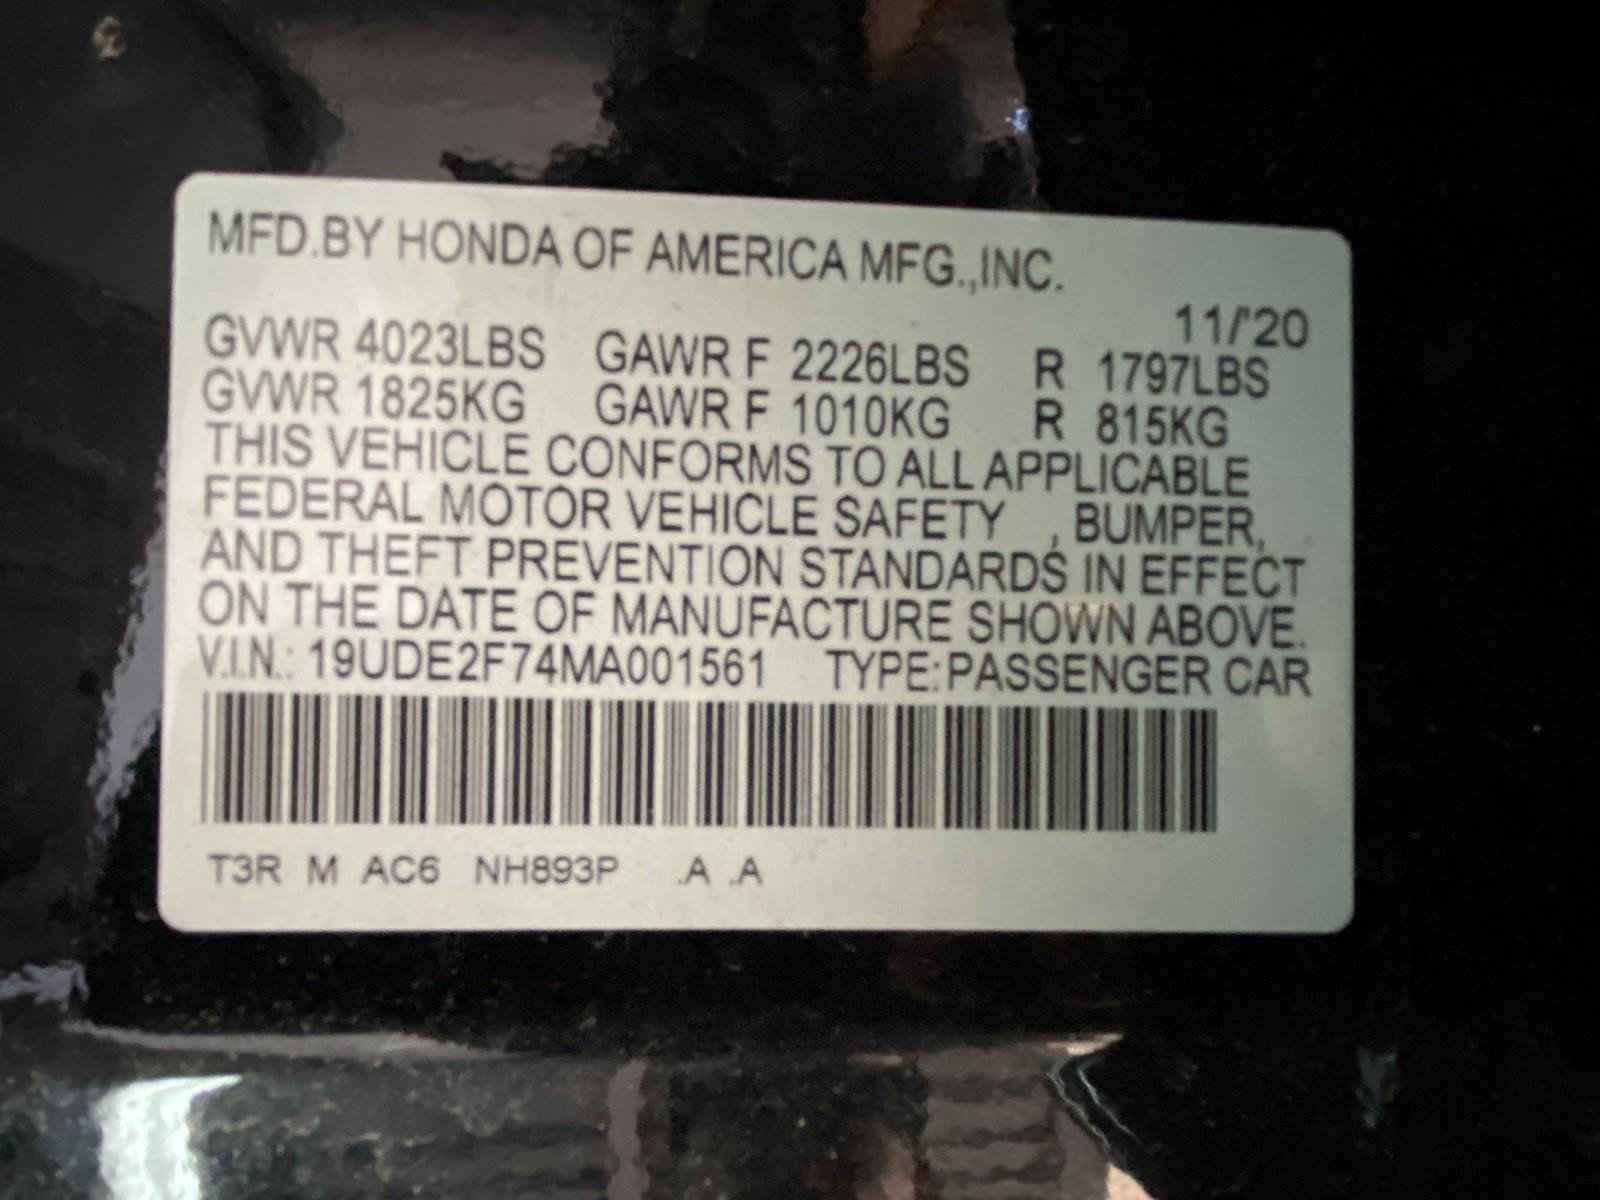 MFD.BY HONDA OF AMERICA MFG.,INC.
11/'20
GVWR 4023LBS GAWR F 2226LBS R 1797LBS
GVWR 1825KG GAWR F 1010KG R 815KG
THIS VEHICLE CONFORMS TO ALL APPLICABLE
FEDERAL MOTOR VEHICLE SAFETY , BUMPER,
AND THEFT PREVENTION STANDARDS IN EFFECT
ON THE DATE OF MANUFACTURE SHOWN ABOVE.
V.I.N.: 19UDE2F74MA001561 TYPE:PASSENGER CAR
T3R M AC6 NH893P .A .A